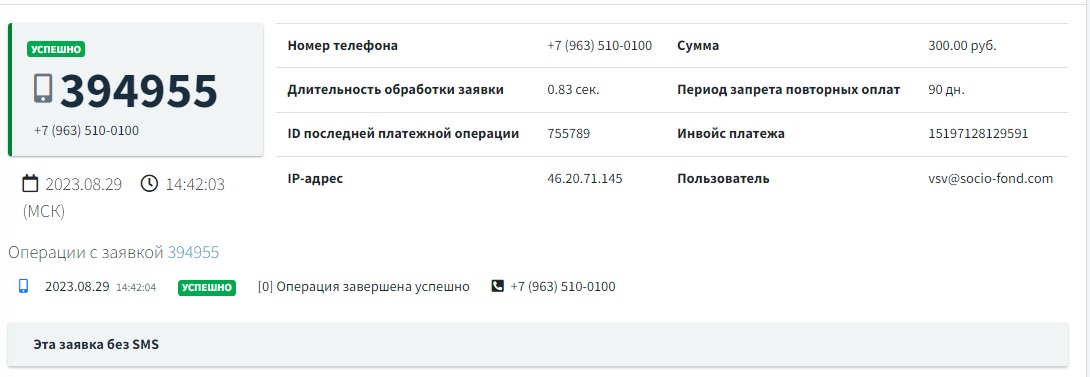 УСПЕШНО
394955
+7 (963) 510-0100
2023.08.29 14:42:03
(МСК)
Номер телефона +7 (963) 510-0100 Сумма 300.00 руб.
Длительность обработки заявки 0.83 сек. Период запрета повторных оплат 90 дн.
ID последней платежной операции 755789 Инвойс платежа 15197128129591
IP-адрес 46.20.71.145 Пользователь vsv@socio-fond.com
Операции с заявкой 394955
2023.08.29 14:42:04 УСПЕШНО [0] Операция завершена успешно +7 (963) 510-0100
Эта заявка без SMS